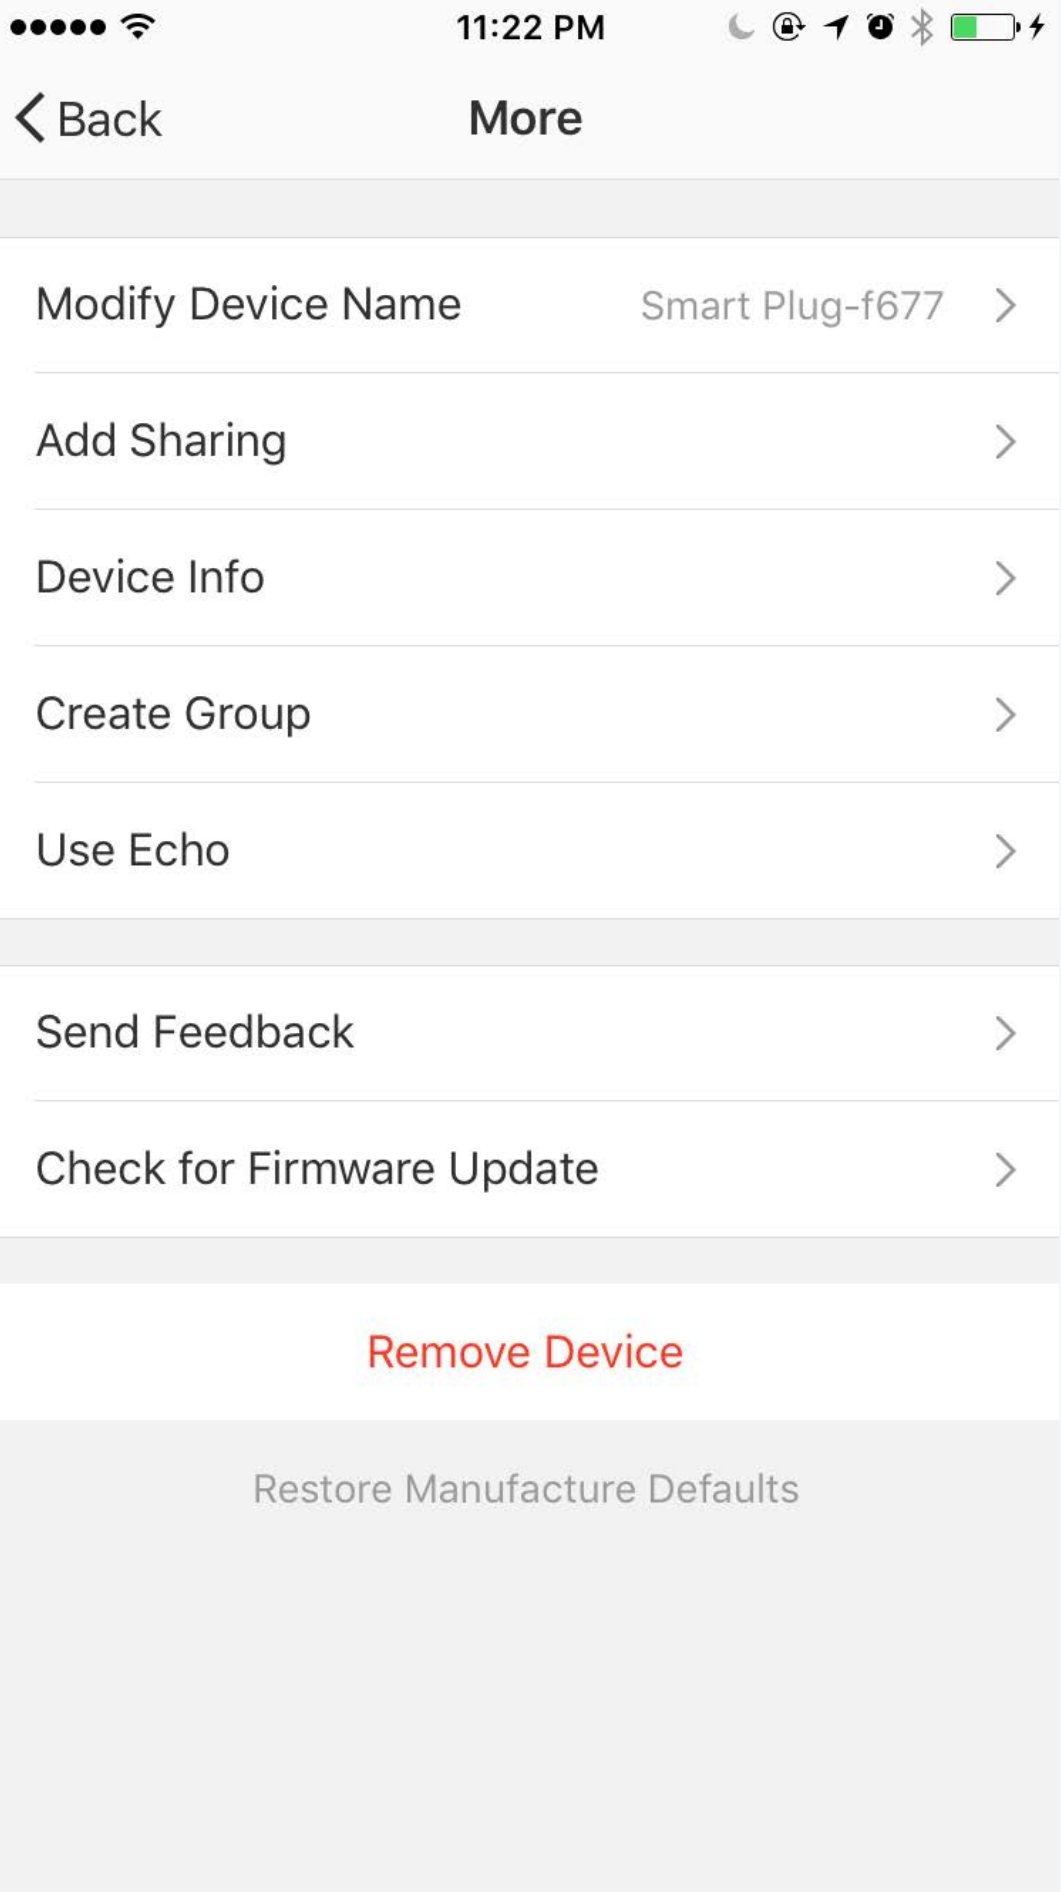 11:22 PM
Back
More
Modify Device Name
Smart Plug-f677
Add Sharing
Device Info
Create Group
Use Echo
Send Feedback
Check for Firmware Update
Remove Device
Restore Manufacture Defaults